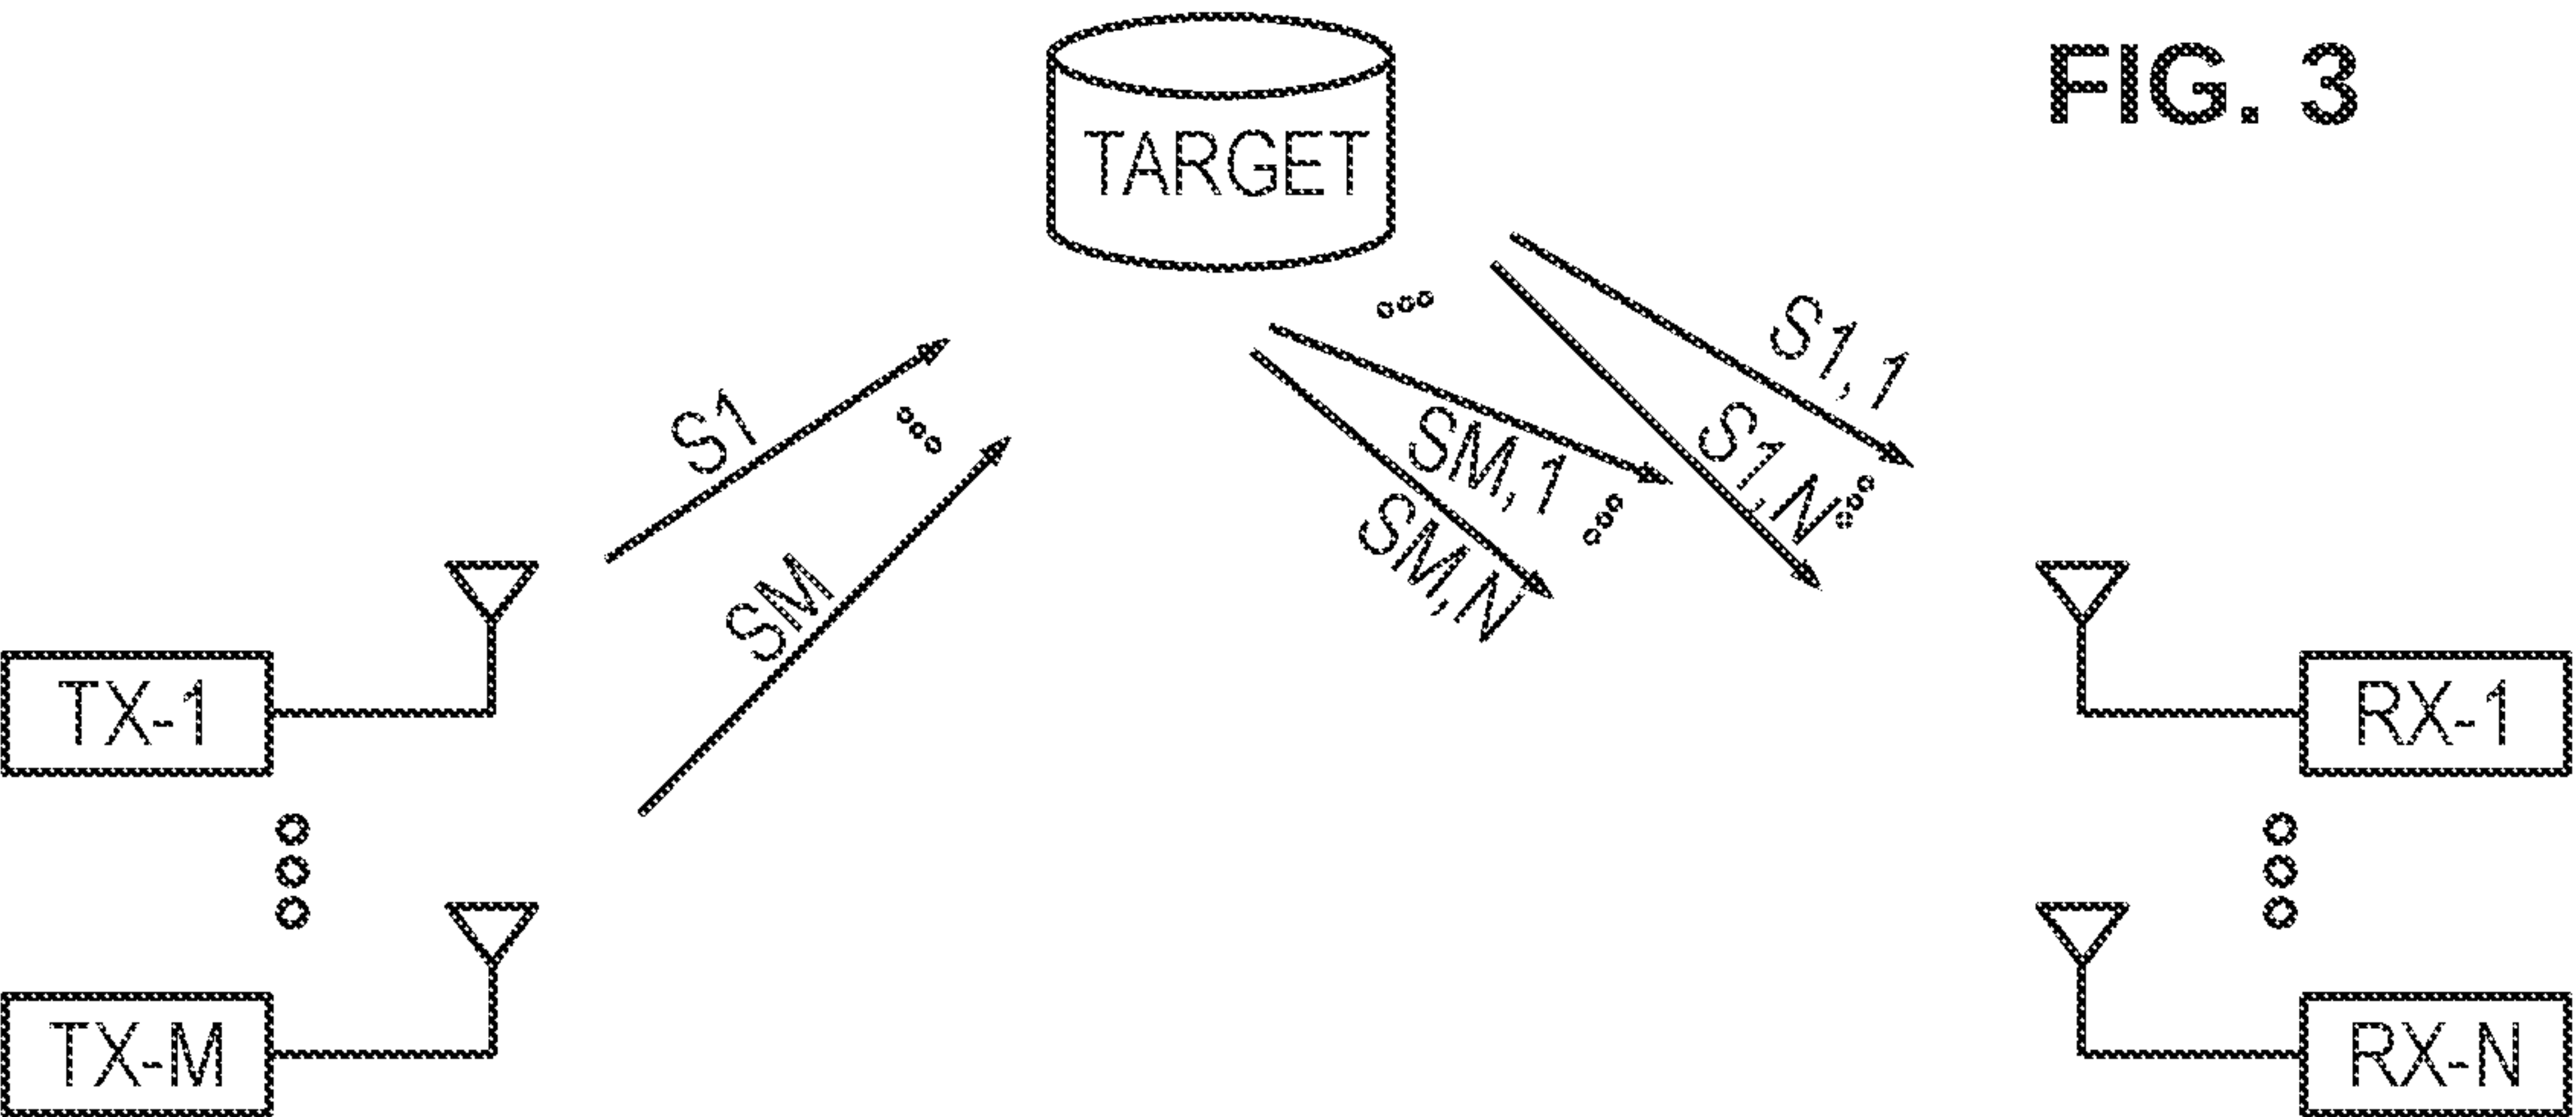 FIG. 3
TARGET
S1
SM
S1,1
S1,N
SM,1
SM,N
TX-1
RX-1
TX-M
RX-N